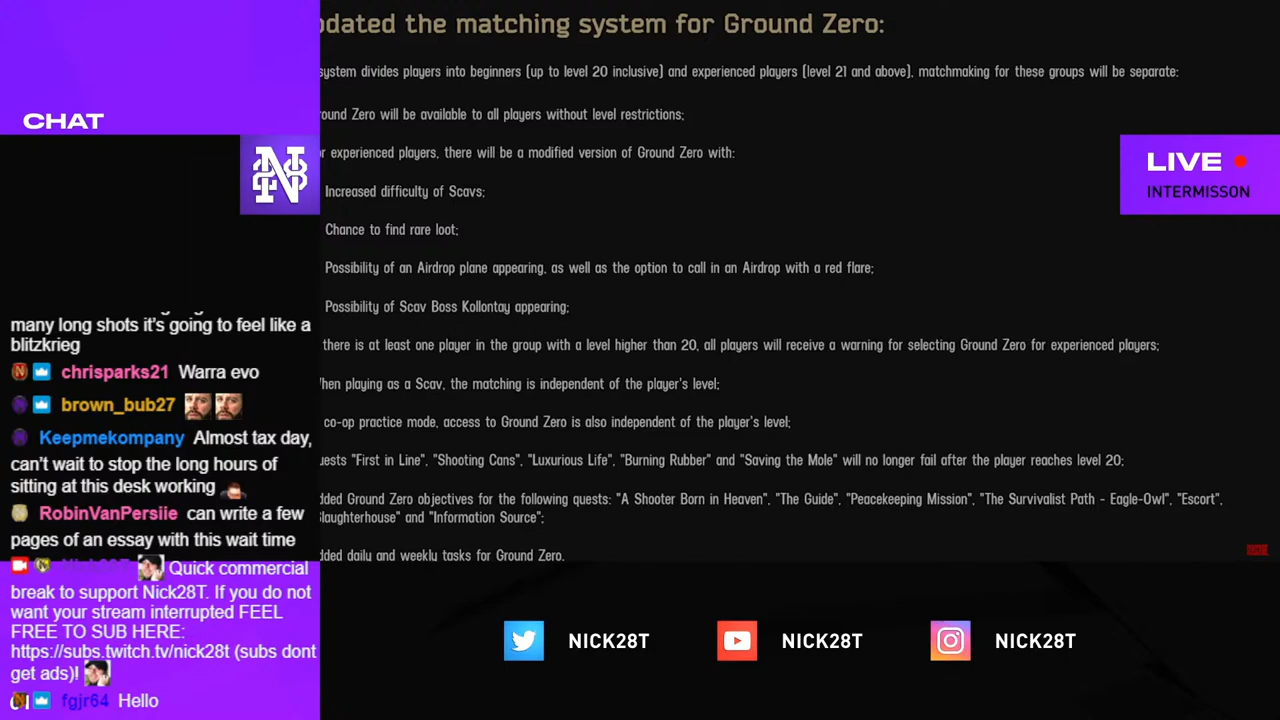 pdated the matching system for Ground Zero:
system divides players into beginners (up to level 20 inclusive) and experienced players (level 21 and above), matchmaking for these groups will be separate:
round Zero will be available to all players without level restrictions;
or experienced players, there will be a modified version of Ground Zero with:
Increased difficulty of Scavs;
Chance to find rare loot;
Possibility of an Airdrop plane appearing, as well as the option to call in an Airdrop with a red flare;
Possibility of Scav Boss Kollontay appearing;
there is at least one player in the group with a level higher than 20, all players will receive a warning for selecting Ground Zero for experienced players;
hen playing as a Scav, the matching is independent of the player's level;
co-op practice mode, access to Ground Zero is also independent of the player's level;
uests "First in Line", "Shooting Cans", "Luxurious Life", "Burning Rubber" and "Saving the Mole" will no longer fail after the player reaches level 20;
dded Ground Zero objectives for the following quests: "A Shooter Born in Heaven", "The Guide", "Peacekeeping Mission", "The Survivalist Path - Eagle-Owl", "Escort",
Slaughterhouse" and "Information Source";
dded daily and weekly tasks for Ground Zero.
CHAT
many long shots it's going to feel like a
blitzkrieg
chrisparks21 Warra evo
brown_bub27
Keepmekompany Almost tax day,
can't wait to stop the long hours of
sitting at this desk working
RobinVanPersiie can write a few
pages of an essay with this wait time
Nick28T Quick commercial
break to support Nick28T. If you do not
want your stream interrupted FEEL
FREE TO SUB HERE:
https://subs.twitch.tv/nick28t (subs dont
get ads)!
fgjr64 Hello
LIVE
INTERMISSON
NICK28T
NICK28T
NICK28T